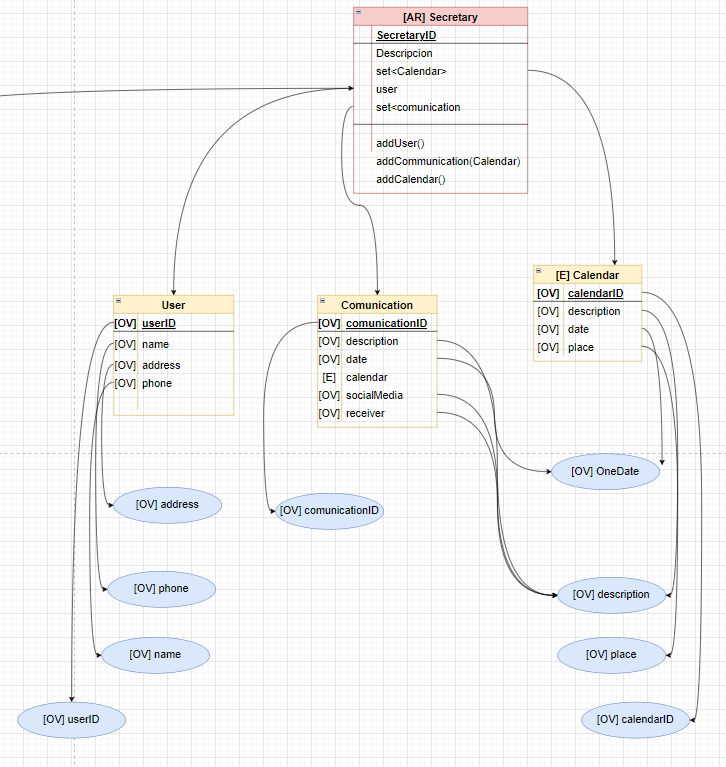 [AR] Secretary
SecretaryID
Descripcion
set<Calendar>
user
set<comunication
addUser()
addCommunication(Calendar)
addCalendar()
User
[OV] userID
[OV] name
[OV] address
[OV] phone
Comunication
[OV] comunicationID
[OV] description
[OV] date
[E] calendar
[OV] socialMedia
[OV] receiver
[E] Calendar
[OV] calendarID
[OV] description
[OV] date
[OV] place
[OV] OneDate
[OV] address
[OV] comunicationID
[OV] phone
[OV] description
[OV] name
[OV] place
[OV] userID
[OV] calendarID